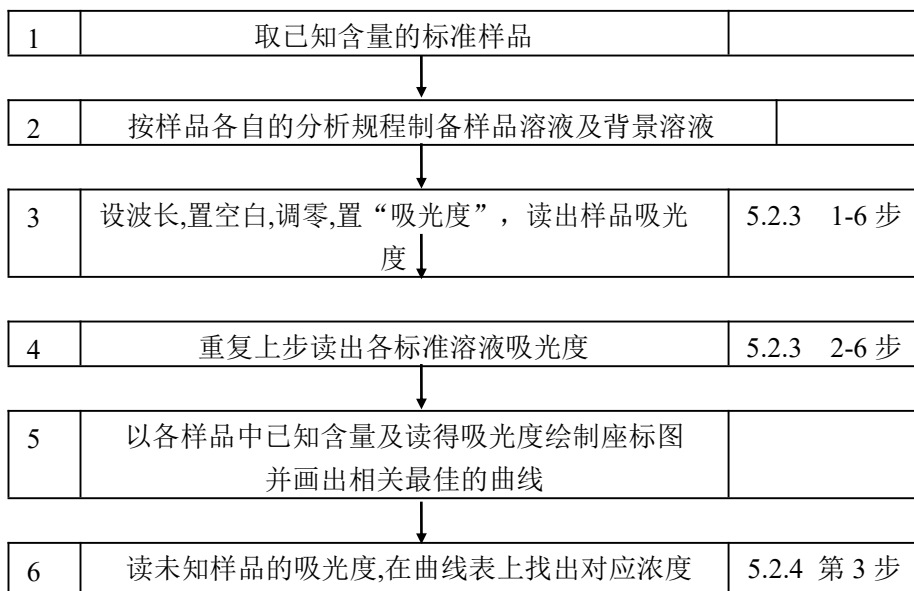 1 取已知含量的标准样品
2 按样品各自的分析规程制备样品溶液及背景溶液
3 设波长,置空白,调零,置“吸光度”，读出样品吸光 5.2.3 1-6 步
度
4 重复上步读出各标准溶液吸光度 5.2.3 2-6 步
5 以各样品中已知含量及读得吸光度绘制座标图
并画出相关最佳的曲线
6 读未知样品的吸光度,在曲线表上找出对应浓度 5.2.4 第 3 步